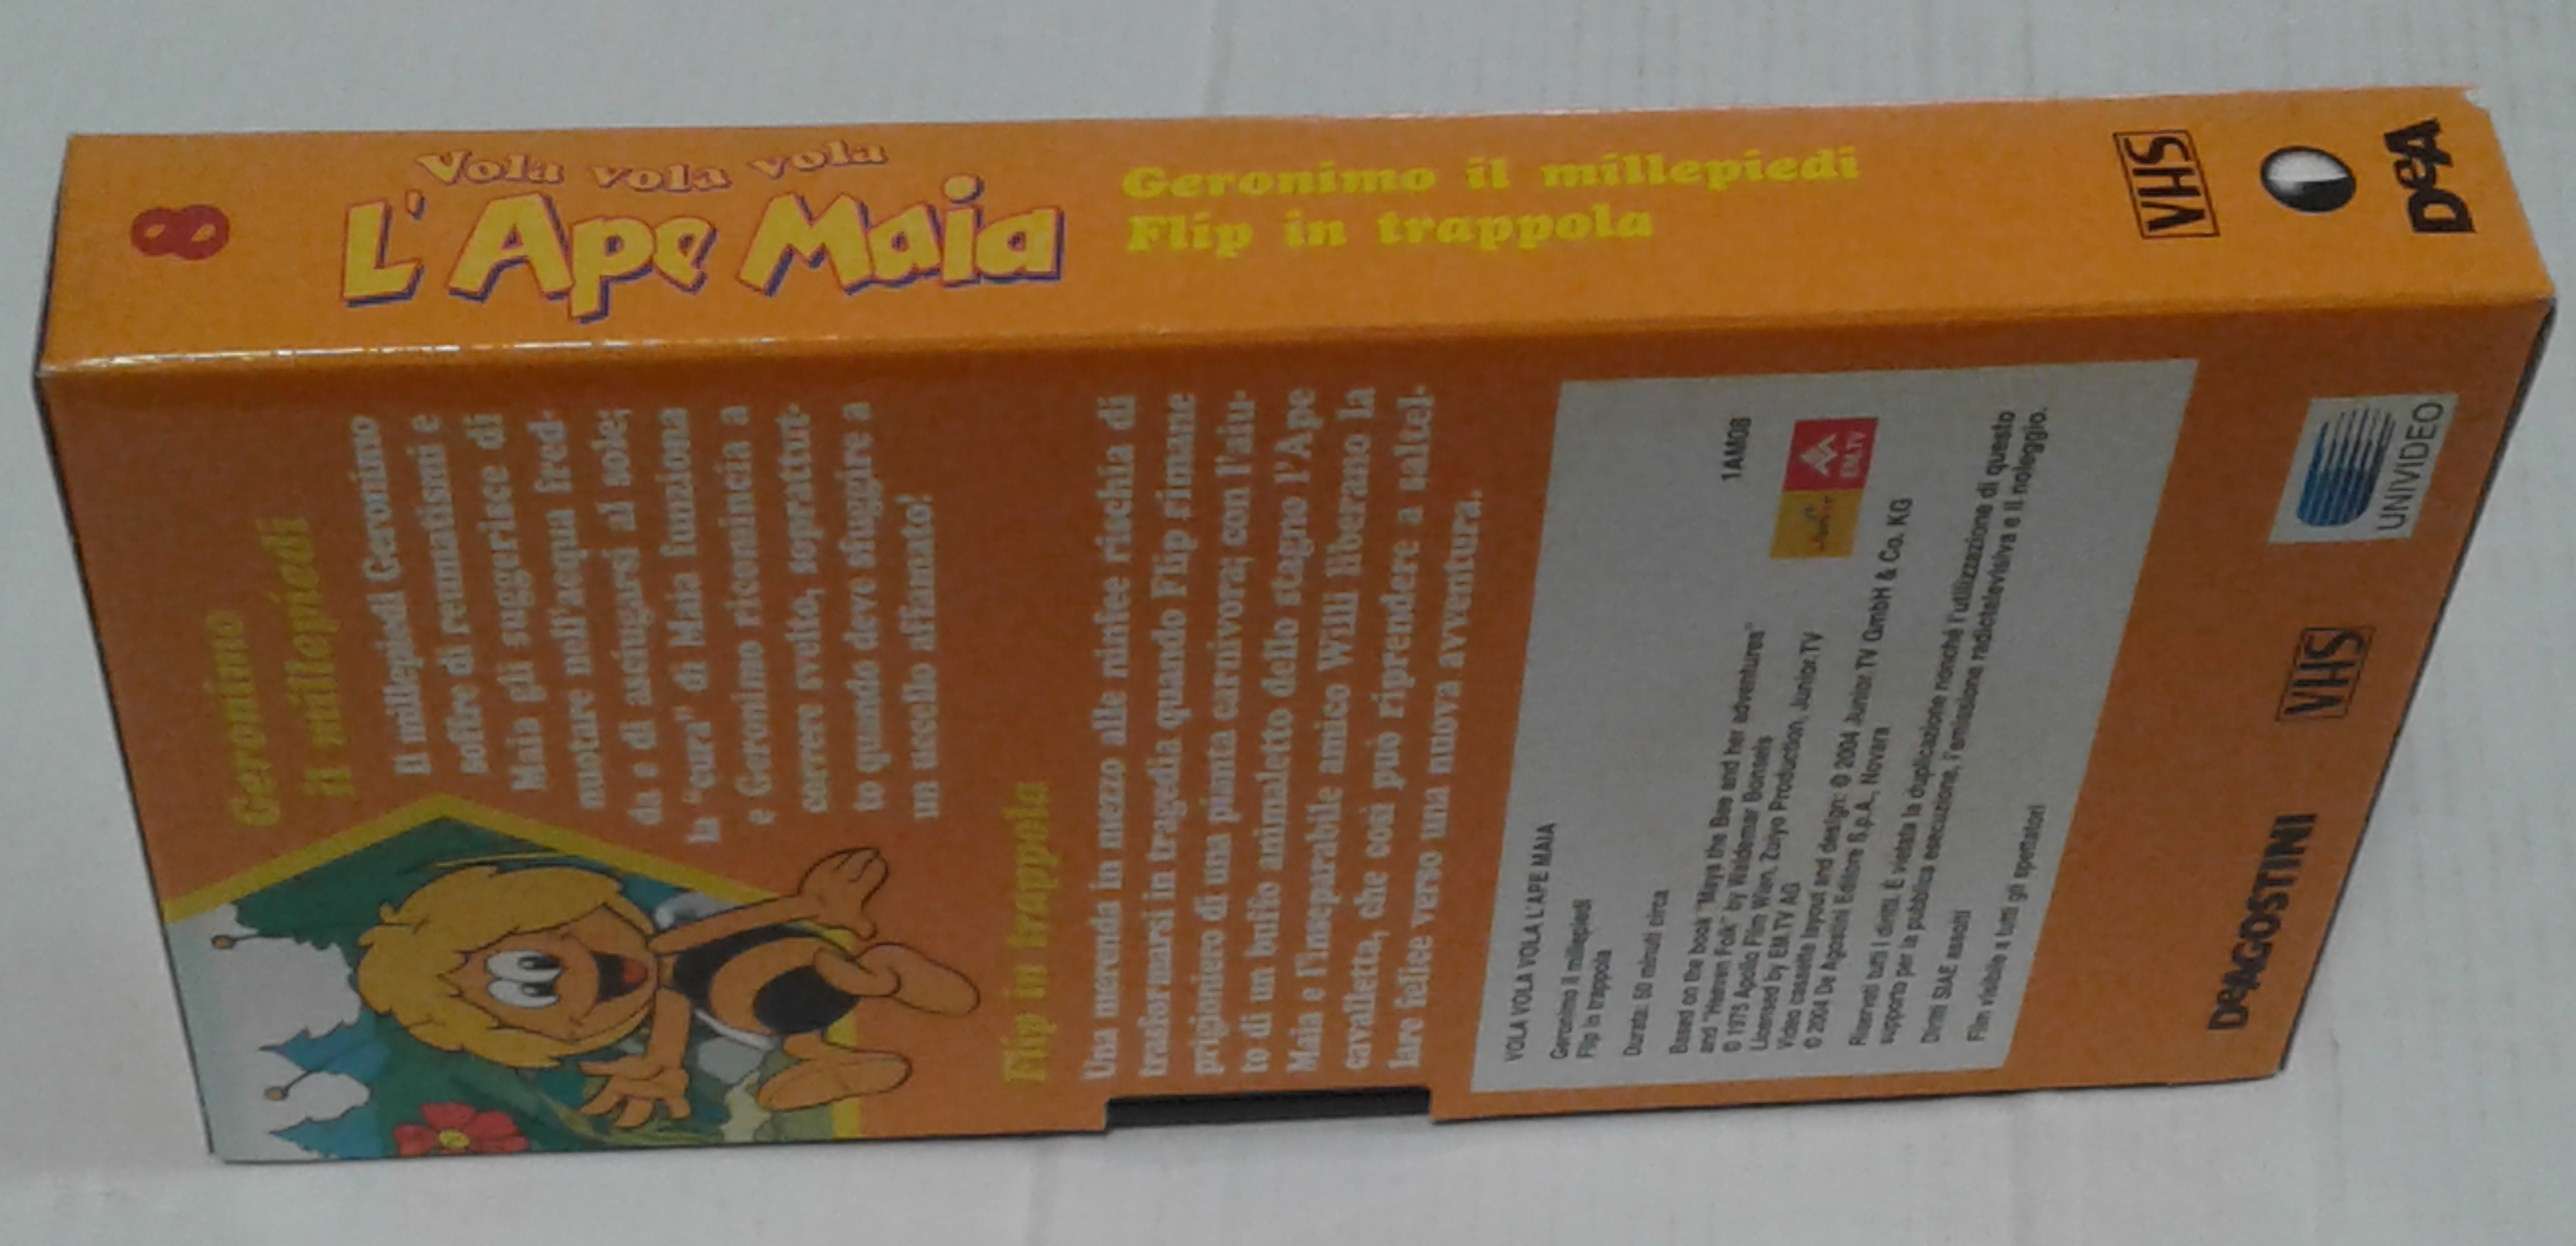 8
Vola vola vola
L'Ape Maia
Geronimo il millepiedi
Flip in trappola
VHS
DeA
Geronimo
il millepiedi
Il millepiedi Geronimo
soffre di reumatismi e
Maia gli suggerisce di
nuotare nell'acqua fred-
da e di asciugarsi al sole;
la "cura" di Maia funziona
e Geronimo ricomincia a
correre svelto, soprattut-
to quando deve sfuggire a
un uccello affamato!
Flip in trappola
Una merenda in mezzo alle ninfee rischia di
trasformarsi in tragedia quando Flip rimane
prigioniero di una pianta carnivora; con l'aiu-
to di un buffo animaletto dello stagno l'Ape
Maia e l'inseparabile amico Willi liberano la
cavalletta, che così può riprendere a saltel-
lare felice verso una nuova avventura.
VOLA VOLA VOLA L'APE MAIA
1AM08
Geronimo il millepiedi
Flip in trappola
Durata: 50 minuti circa
Based on the book "Maya the Bee and her adventures"
and "Heaven Folk" by Waldemar Bonsels
© 1975 Apollo Film Wien, Zuiyo Production, Junior.TV
Licensed by EM.TV AG
Video cassette layout and design: © 2004 Junior.TV GmbH & Co. KG
© 2004 De Agostini Editore S.p.A., Novara
Junior
EM.TV
Riservati tutti i diritti. È vietata la duplicazione nonché l'utilizzazione di questo
supporto per la pubblica esecuzione, l'emissione radiotelevisiva e il noleggio.
Diritti SIAE assolti
Film visibile a tutti gli spettatori
DeAGOSTINI
VHS
UNIVIDEO